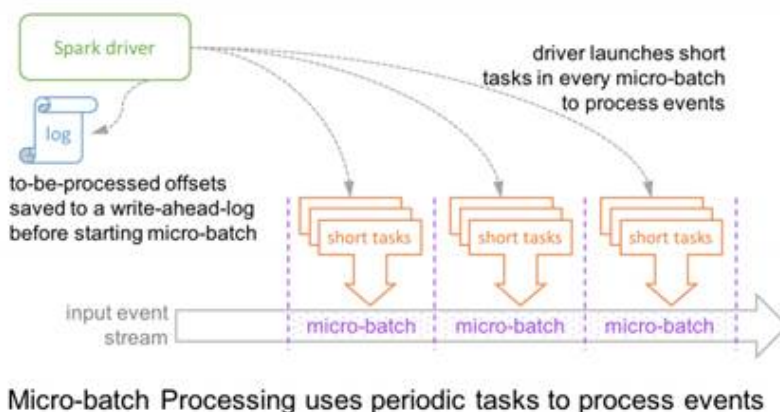 Spark driver
driver launches short
tasks in every micro-batch
to process events
log
to-be-processed offsets
saved to a write-ahead-log
before starting micro-batch
short tasks
short tasks
short tasks
input event
stream
micro-batch
micro-batch
micro-batch
Micro-batch Processing uses periodic tasks to process events